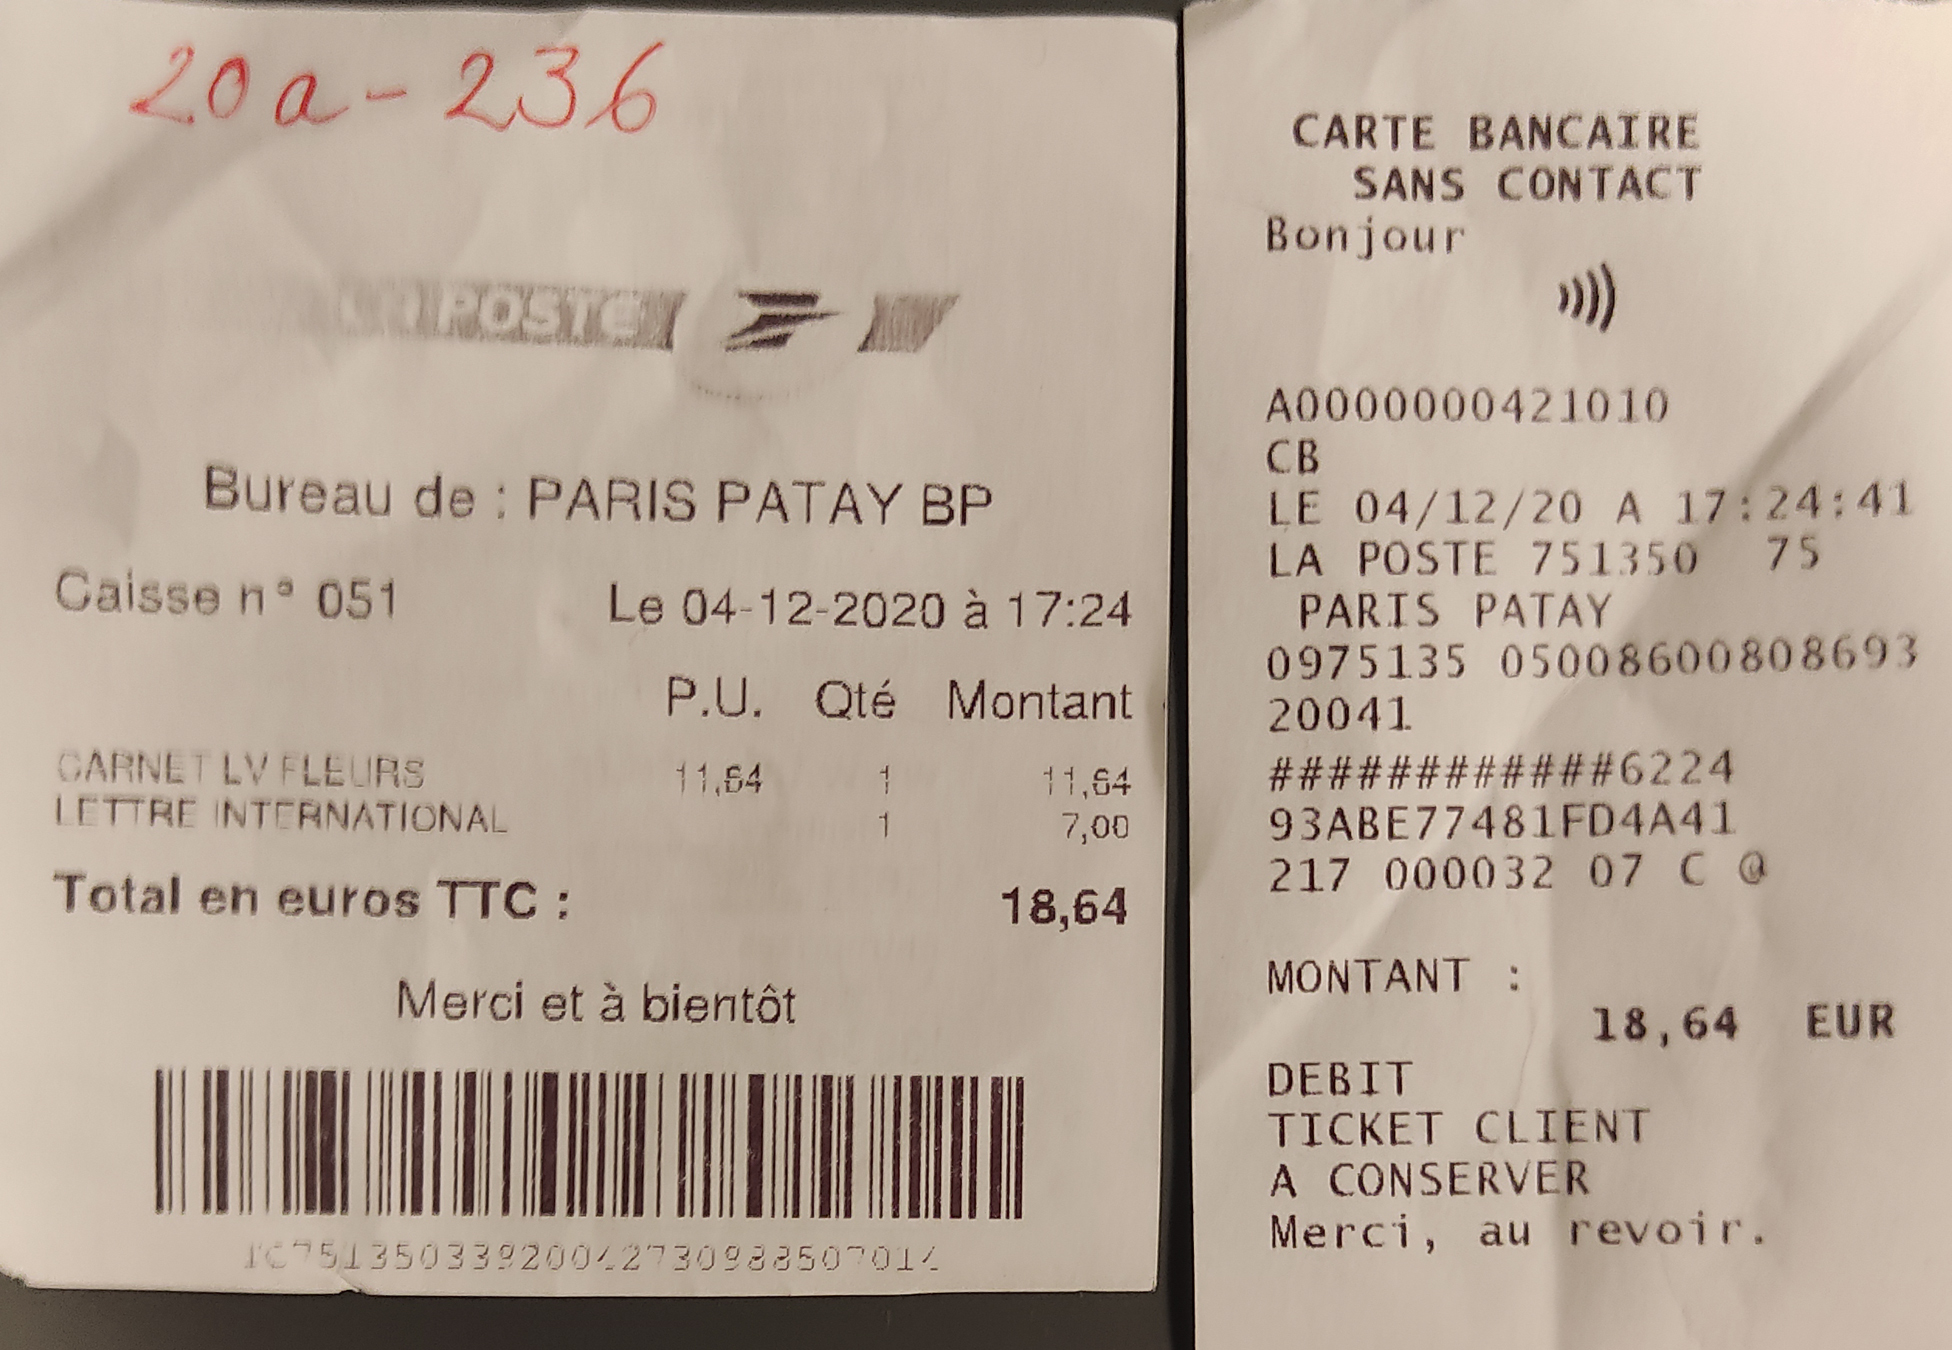 20a-236
LA POSTE
Bureau de : PARIS PATAY BP
Caisse n° 051 Le 04-12-2020 à 17:24
P.U. Qté Montant
CARNET LV FLEURS 11,64 1 11,64
LETTRE INTERNATIONAL 1 7,00
Total en euros TTC : 18,64
Merci et à bientôt
CARTE BANCAIRE
SANS CONTACT
Bonjour
A0000000421010
CB
LE 04/12/20 A 17:24:41
LA POSTE 751350 75
PARIS PATAY
0975135 05008600808693
20041
############6224
93ABE77481FD4A41
217 000032 07 C @
MONTANT :
18,64 EUR
DEBIT
TICKET CLIENT
A CONSERVER
Merci, au revoir.